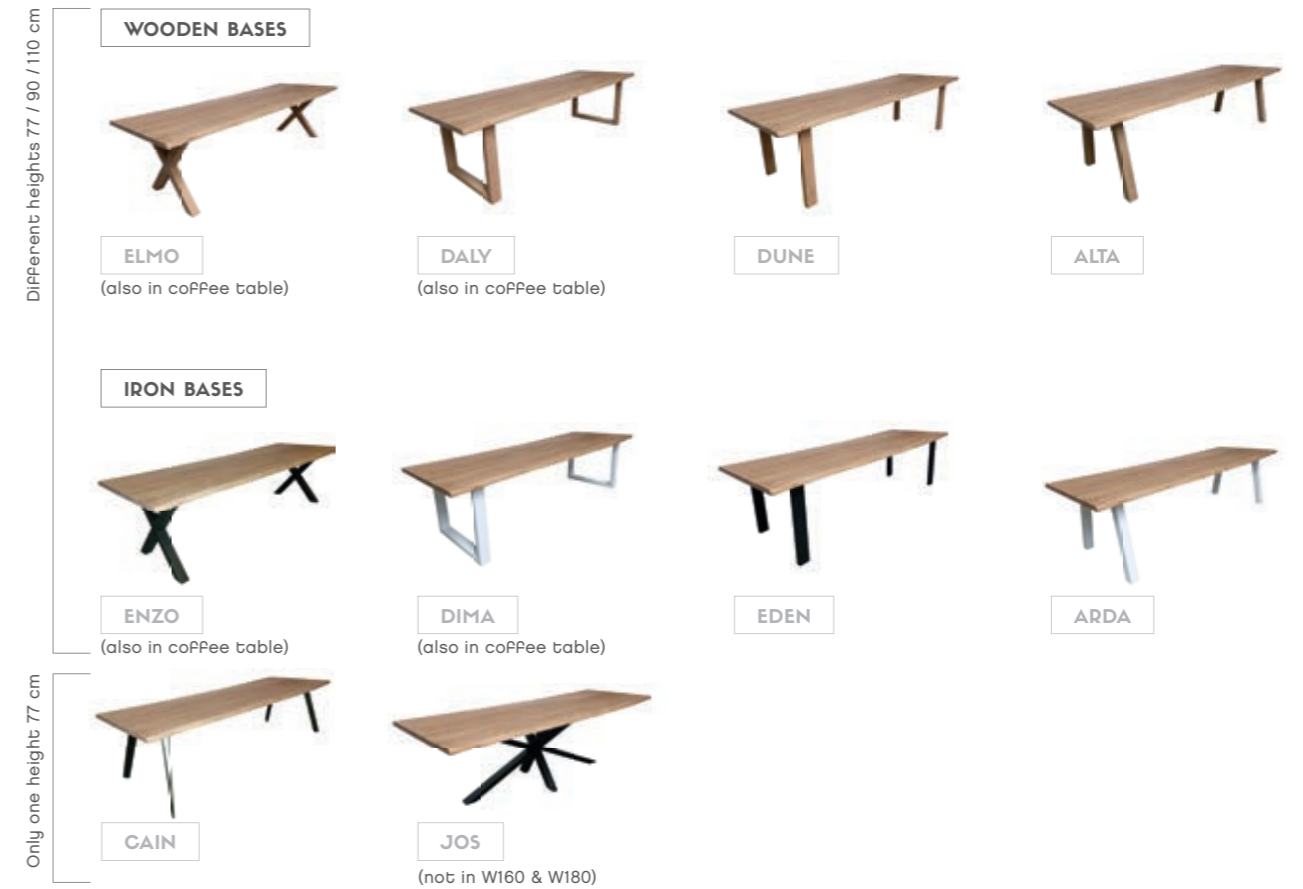 Different heights 77 / 90 / 110 cm
WOODEN BASES
ELMO
(also in coffee table)
DALY
(also in coffee table)
DUNE
ALTA
IRON BASES
ENZO
(also in coffee table)
DIMA
(also in coffee table)
EDEN
ARDA
Only one height 77 cm
CAIN
JOS
(not in W160 & W180)